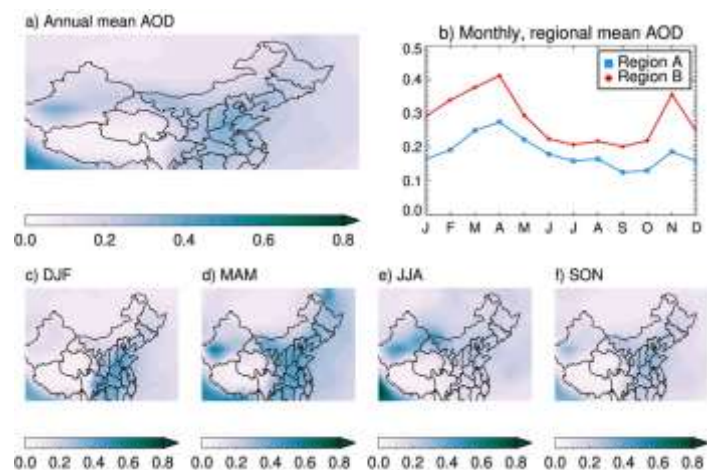 a) Annual mean AOD
0.0 0.2 0.4 0.6 0.8
b) Monthly, regional mean AOD
0.5
0.4
0.3
0.2
0.1
0.0
Region A
Region B
J F M A M J J A S O N D
c) DJF
d) MAM
e) JJA
f) SON
0.0 0.2 0.4 0.6 0.8
0.0 0.2 0.4 0.6 0.8
0.0 0.2 0.4 0.6 0.8
0.0 0.2 0.4 0.6 0.8